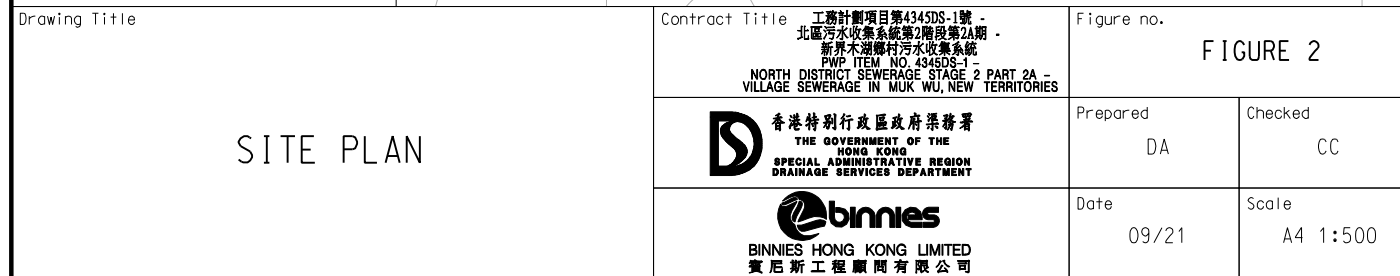 Drawing Title
SITE PLAN
Contract Title
工務計劃項目第4345DS-1號 -
北區污水收集系統第2階段第2A期 -
新界木湖鄉村污水收集系統
PWP ITEM NO. 4345DS-1 -
NORTH DISTRICT SEWERAGE STAGE 2 PART 2A -
VILLAGE SEWERAGE IN MUK WU, NEW TERRITORIES
香港特別行政區政府渠務署
THE GOVERNMENT OF THE
HONG KONG
SPECIAL ADMINISTRATIVE REGION
DRAINAGE SERVICES DEPARTMENT
binnies
BINNIES HONG KONG LIMITED
賓尼斯工程顧問有限公司
Figure no.
FIGURE 2
Prepared
DA
Checked
CC
Date
09/21
Scale
A4 1:500